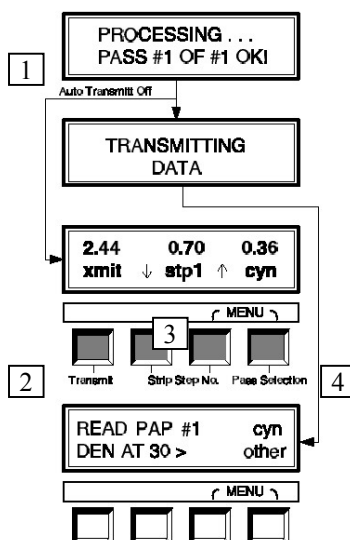 PROCESSING . . .
PASS #1 OF #1 OK!
1
Auto Transmitt Off
TRANSMITTING
DATA
2.44 0.70 0.36
xmit ↓ stp1 ↑ cyn
MENU
3
Transmit Strip Step No. Pass Selection
2
4
READ PAP #1 cyn
DEN AT 30 > other
MENU